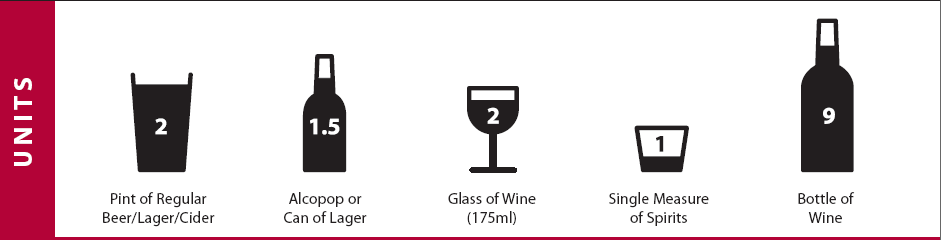 UNITS
2
1.5
2
1
9
Pint of Regular
Beer/Lager/Cider
Alcopop or
Can of Lager
Glass of Wine
(175ml)
Single Measure
of Spirits
Bottle of
Wine